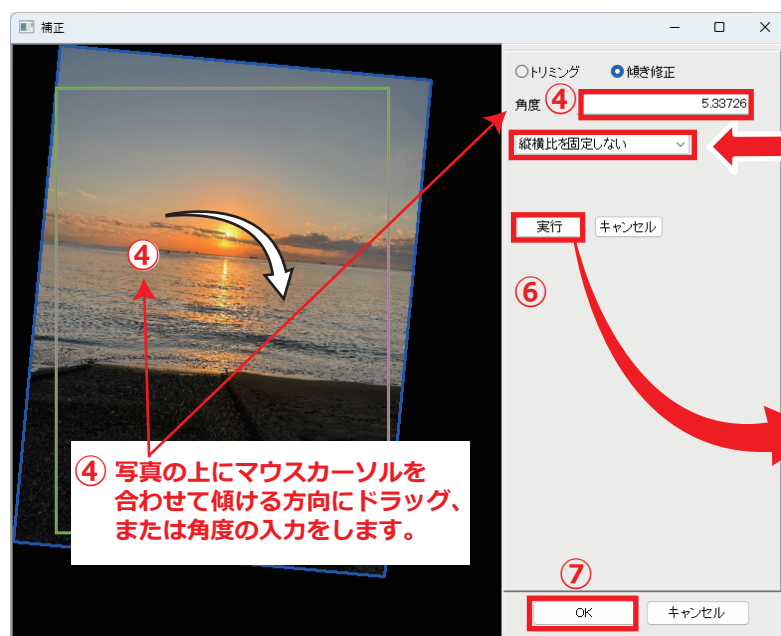 補正
トリミング 傾き修正
角度 ④ 5.33726
縦横比を固定しない
実行 キャンセル
④
⑥
④ 写真の上にマウスカーソルを
合わせて傾ける方向にドラッグ、
または角度の入力をします。
⑦
OK キャンセル